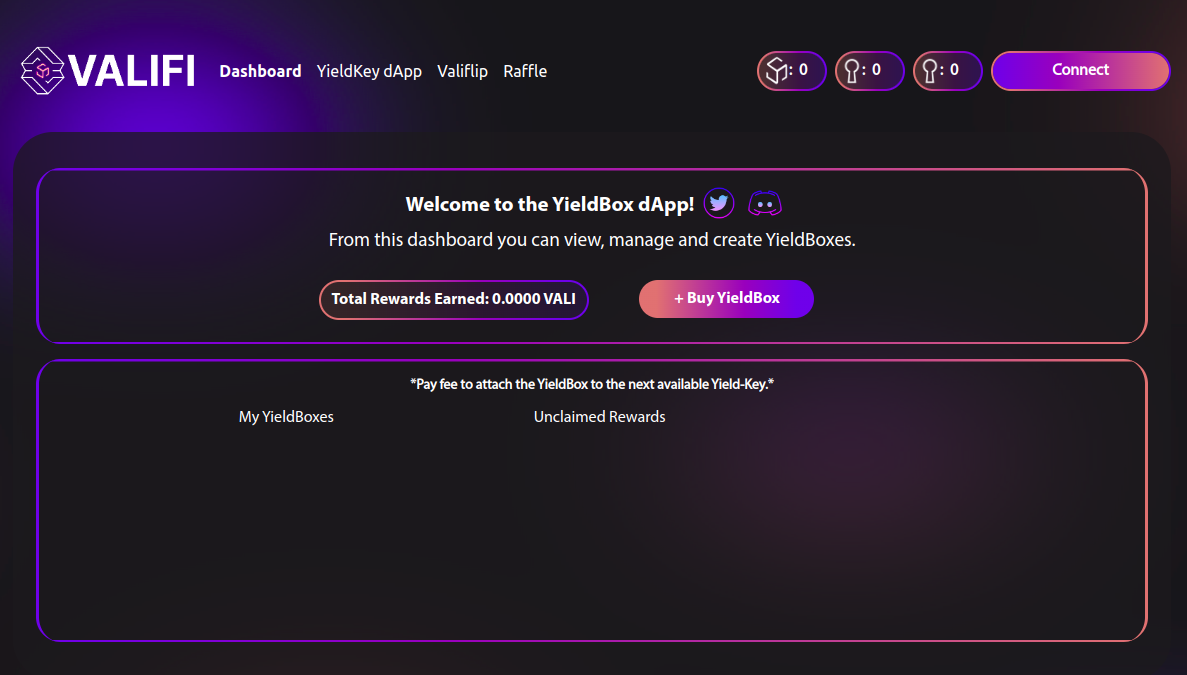 VALIFI Dashboard YieldKey dApp Valiflip Raffle : 0 : 0 : 0 Connect
Welcome to the YieldBox dApp!
From this dashboard you can view, manage and create YieldBoxes.
Total Rewards Earned: 0.0000 VALI + Buy YieldBox
*Pay fee to attach the YieldBox to the next available Yield-Key.*
My YieldBoxes Unclaimed Rewards